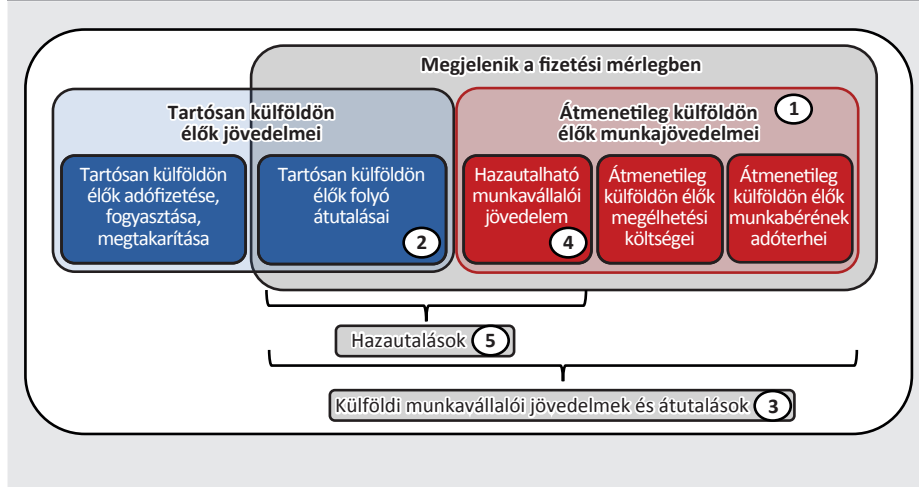 Megjelenik a fizetési mérlegben
Tartósan külföldön
élők jövedelmei
Átmenetileg külföldön
élők munkajövedelmei
1
Tartósan külföldön
élők adófizetése,
fogyasztása,
megtakarítása
Tartósan külföldön
élők folyó
átutalásai
2
Hazautalható
munkavállalói
jövedelem
4
Átmenetileg
külföldön élők
megélhetési
költségei
Átmenetileg
külföldön élők
munkabérének
adóterhei
Hazautalások 5
Külföldi munkavállalói jövedelmek és átutalások 3